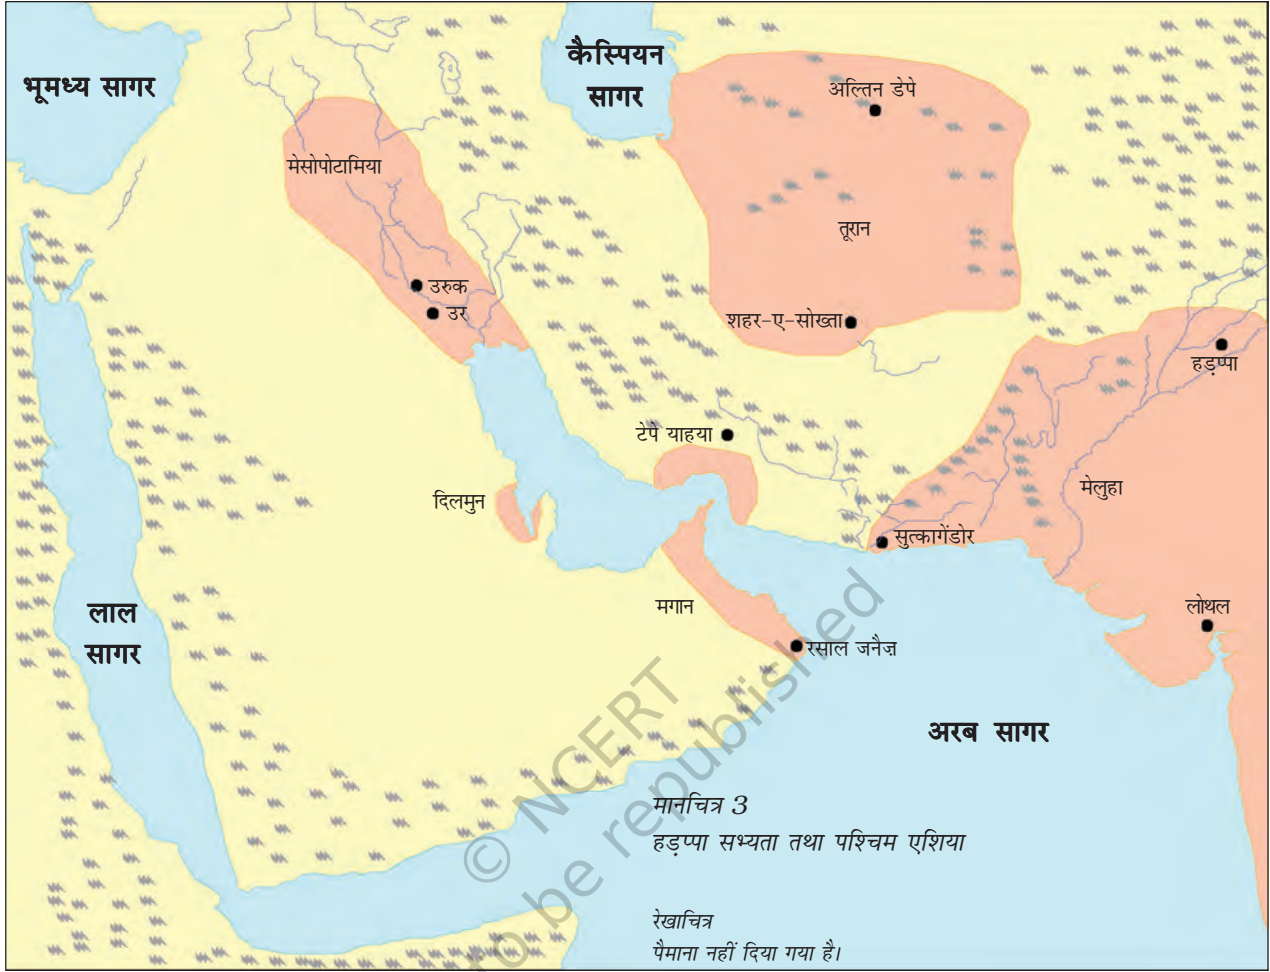 भूमध्य सागर
कैस्पियन
सागर
अल्तिन डेपे
मेसोपोटामिया
तूरान
उरुक
उर
शहर-ए-सोख्ता
हड़प्पा
टेपे याहया
मेलुहा
दिलमुन
सुत्कागेंडोर
लाल
सागर
मगान
लोथल
रसाल जनैज़
अरब सागर
मानचित्र 3
हड़प्पा सभ्यता तथा पश्चिम एशिया
रेखाचित्र
पैमाना नहीं दिया गया है।
© NCERT
to be republished